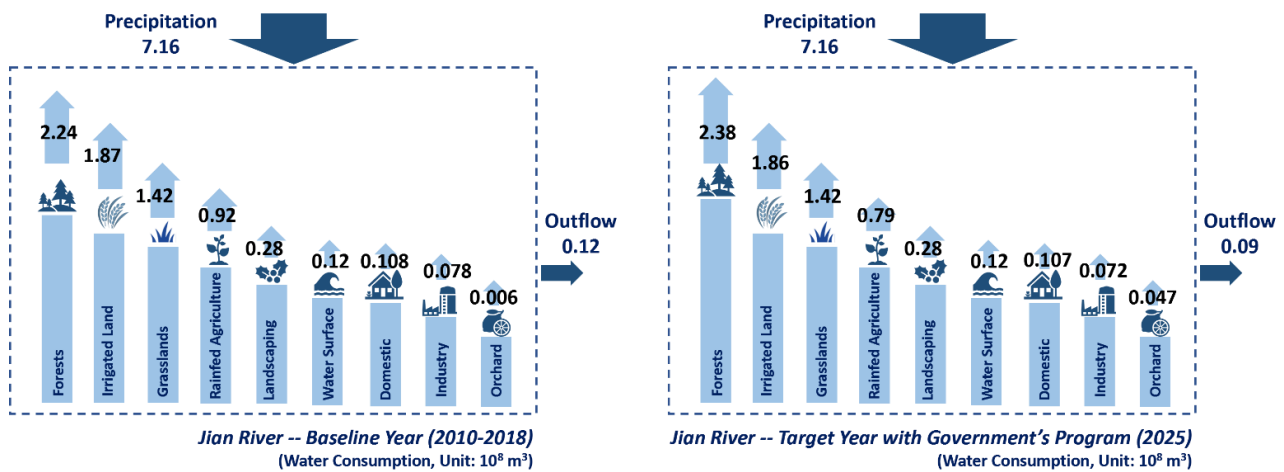 Precipitation
7.16
2.24
1.87
1.42
0.92
0.28
0.12
0.108
0.078
0.006
Forests
Irrigated Land
Grasslands
Rainfed Agriculture
Landscaping
Water Surface
Domestic
Industry
Orchard
Outflow
0.12
Jian River -- Baseline Year (2010-2018)
(Water Consumption, Unit: 10⁸ m³)
Precipitation
7.16
2.38
1.86
1.42
0.79
0.28
0.12
0.107
0.072
0.047
Forests
Irrigated Land
Grasslands
Rainfed Agriculture
Landscaping
Water Surface
Domestic
Industry
Orchard
Outflow
0.09
Jian River -- Target Year with Government's Program (2025)
(Water Consumption, Unit: 10⁸ m³)